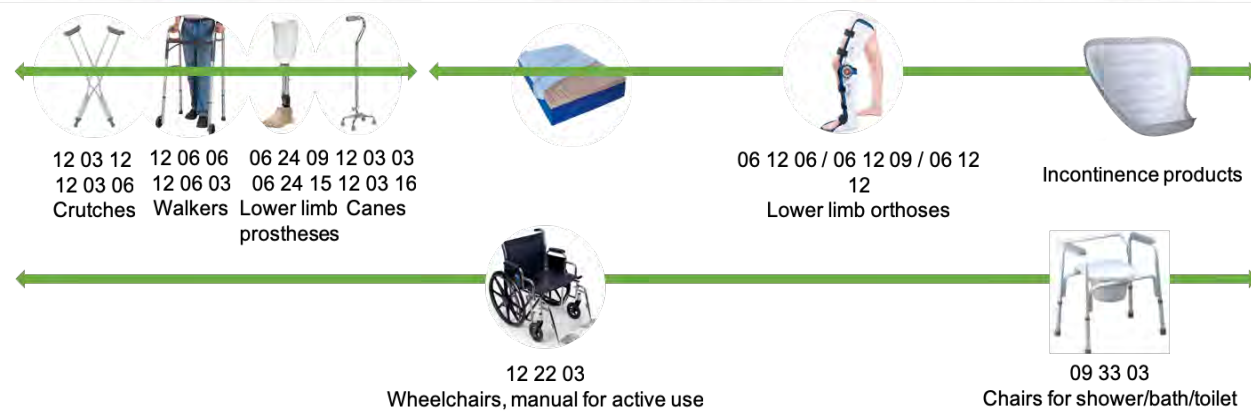 12 03 12
12 03 06
Crutches
12 06 06
12 06 03
Walkers
06 24 09
06 24 15
Lower limb
prostheses
12 03 03
12 03 16
Canes
06 12 06 / 06 12 09 / 06 12
12
Lower limb orthoses
Incontinence products
12 22 03
Wheelchairs, manual for active use
09 33 03
Chairs for shower/bath/toilet